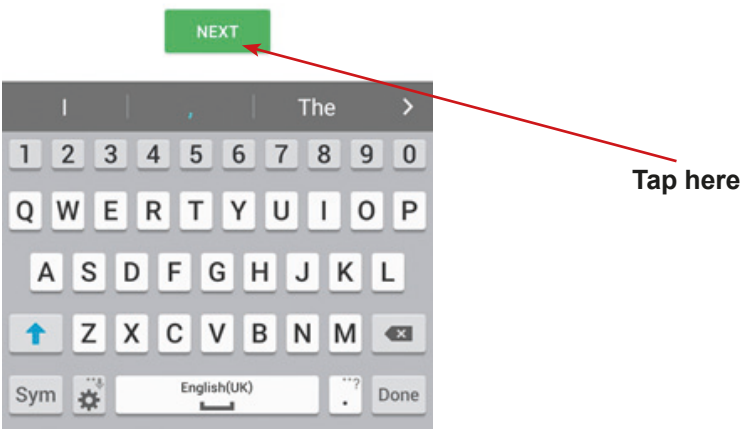 NEXT
I , The >
1 2 3 4 5 6 7 8 9 0
Tap here
Q W E R T Y U I O P
A S D F G H J K L
Z X C V B N M
Sym English(UK) . ..? Done